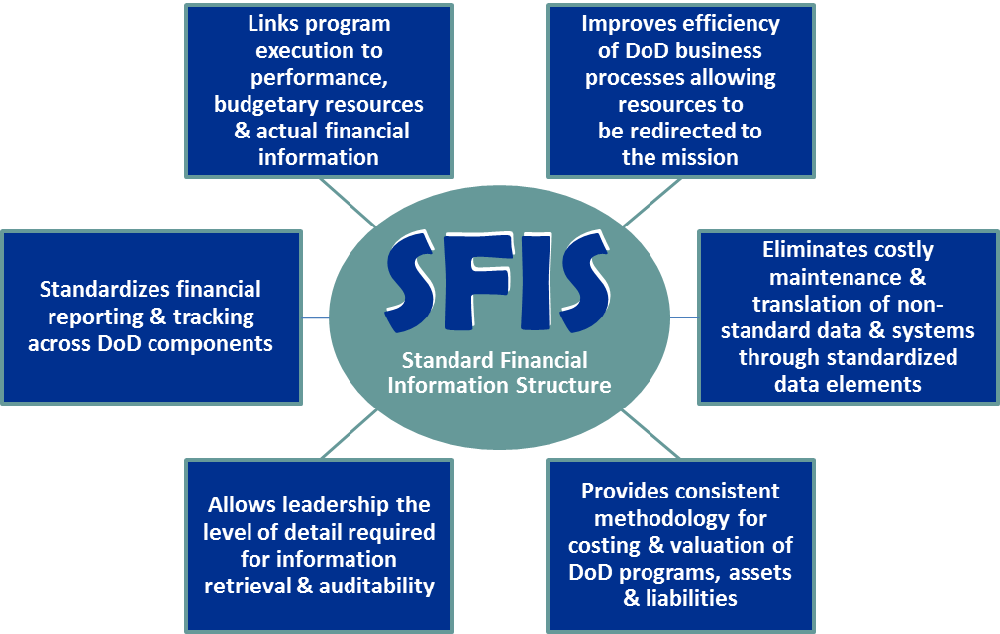 Links program
execution to
performance,
budgetary resources
& actual financial
information
Improves efficiency
of DoD business
processes allowing
resources to
be redirected to
the mission
Standardizes financial
reporting & tracking
across DoD components
SFIS
Standard Financial
Information Structure
Eliminates costly
maintenance &
translation of non-
standard data & systems
through standardized
data elements
Allows leadership the
level of detail required
for information
retrieval & auditability
Provides consistent
methodology for
costing & valuation of
DoD programs, assets
& liabilities